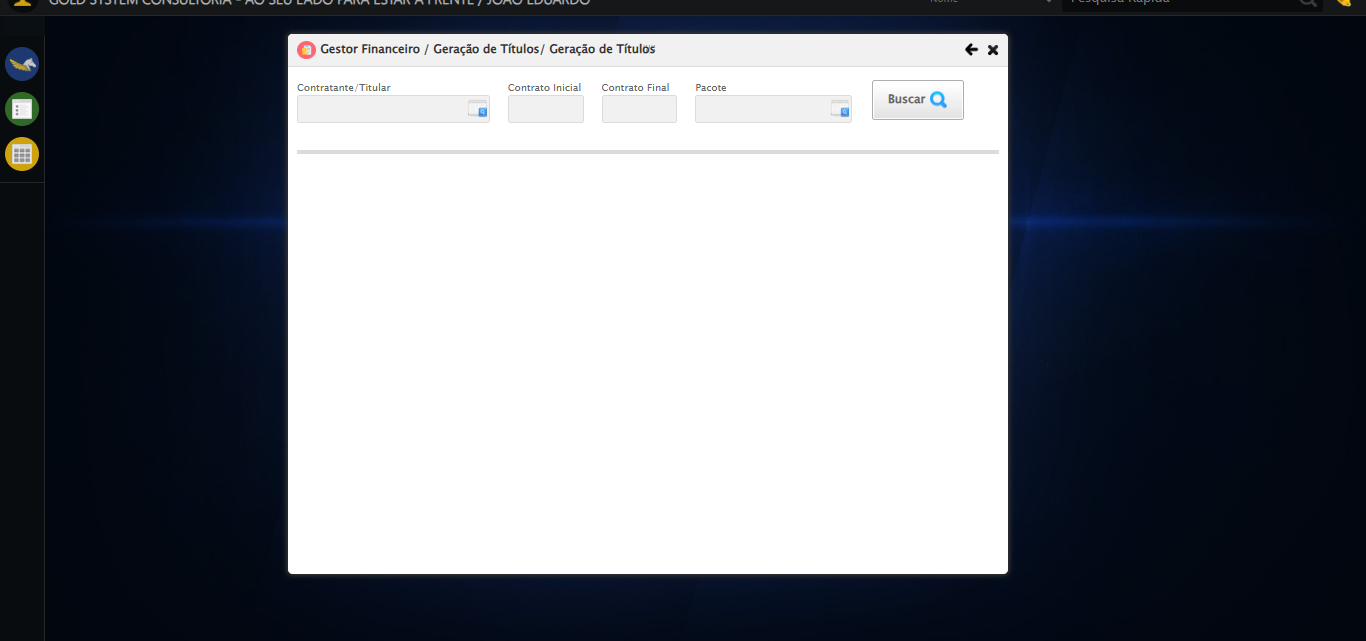 GOLD SYSTEM CONSULTORIA - AO SEU LADO PARA ESTAR A FRENTE / JOAO EDUARDO
Nome
Pesquisa Rápida
Gestor Financeiro / Geração de Títulos/ Geração de Títulos
Contratante/Titular
Contrato Inicial
Contrato Final
Pacote
Buscar